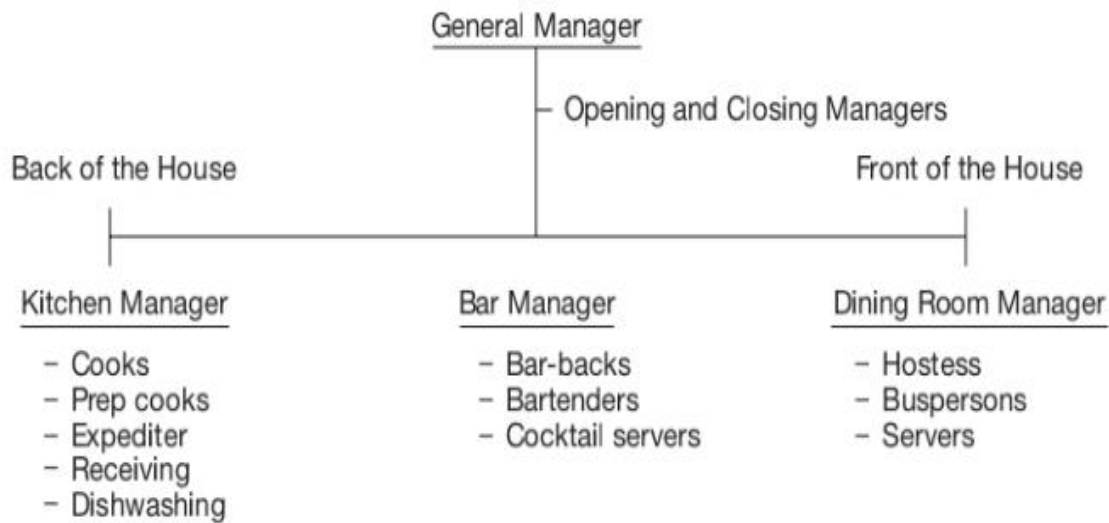 General Manager
– Opening and Closing Managers
Back of the House
Front of the House
Kitchen Manager
– Cooks
– Prep cooks
– Expediter
– Receiving
– Dishwashing
Bar Manager
– Bar-backs
– Bartenders
– Cocktail servers
Dining Room Manager
– Hostess
– Buspersons
– Servers